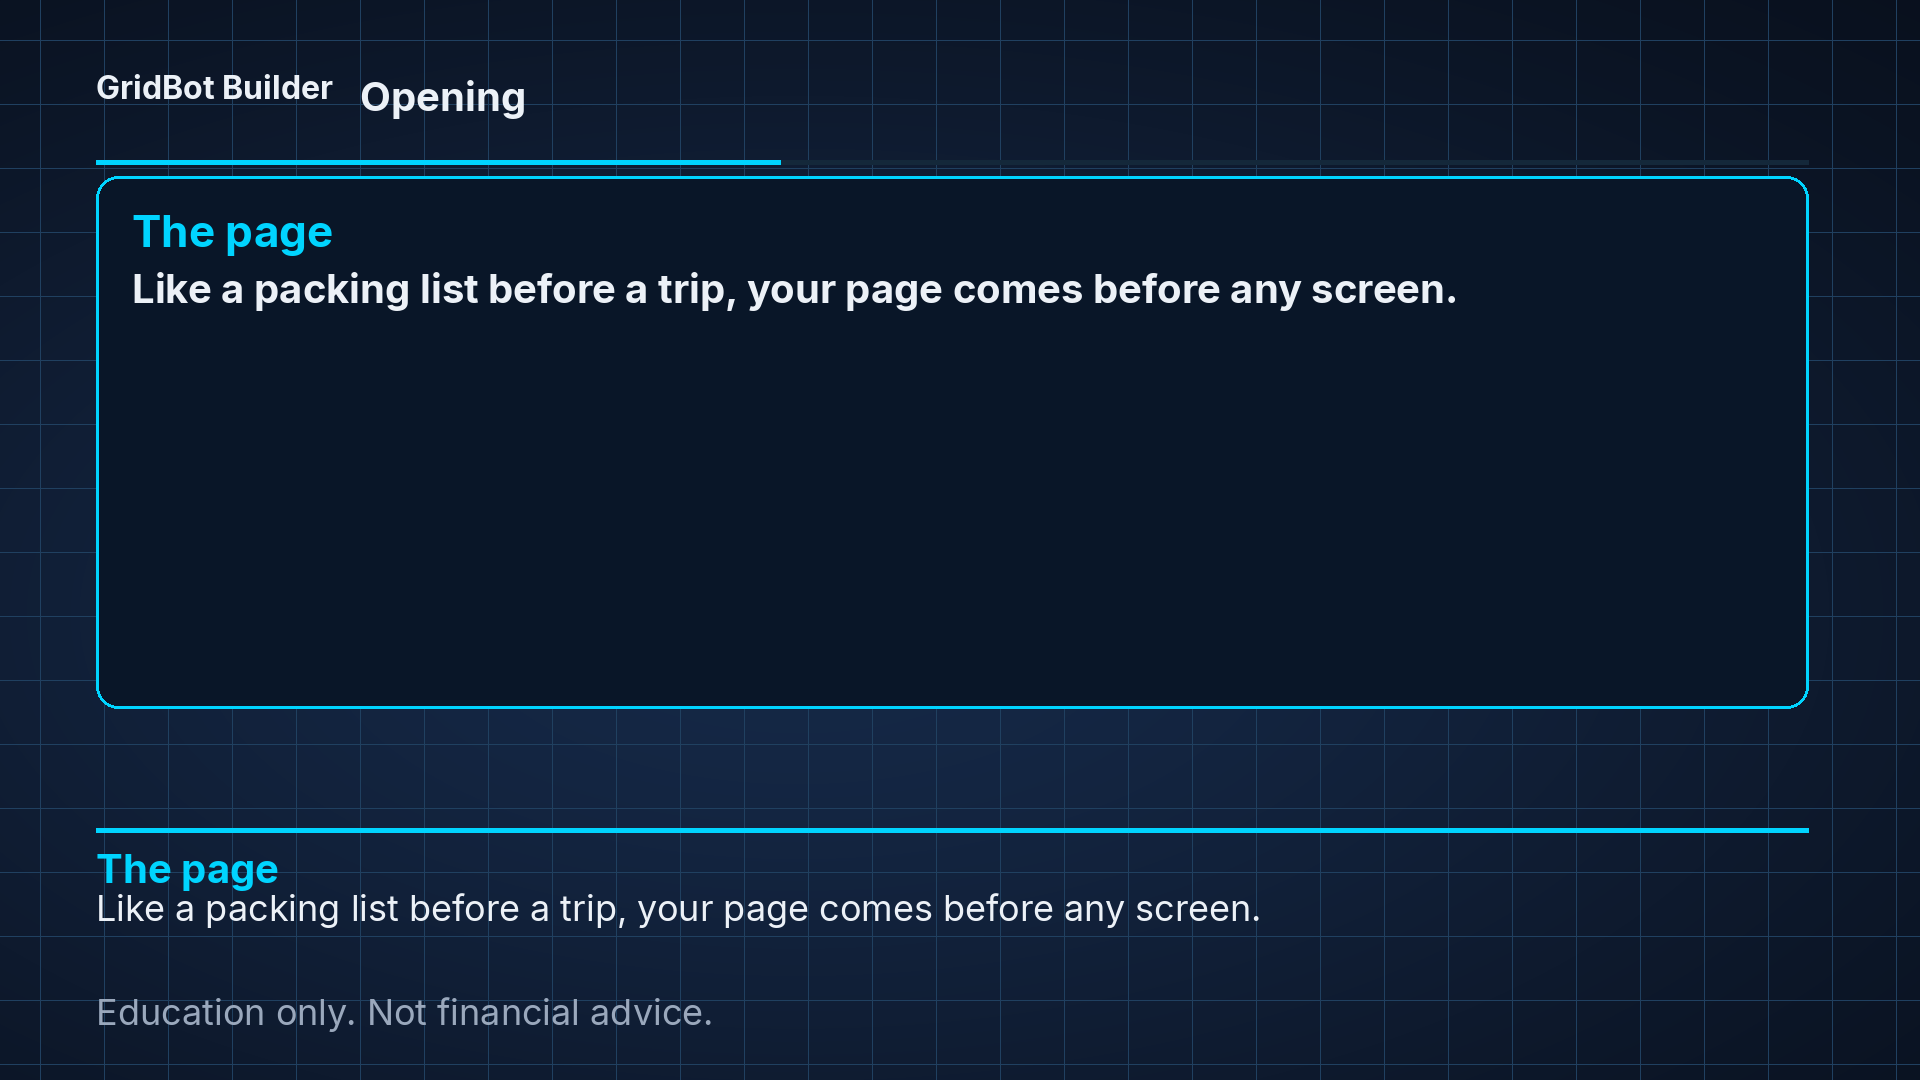 GridBot Builder
Opening
The page
Like a packing list before a trip, your page comes before any screen.
The page
Like a packing list before a trip, your page comes before any screen.
Education only. Not financial advice.